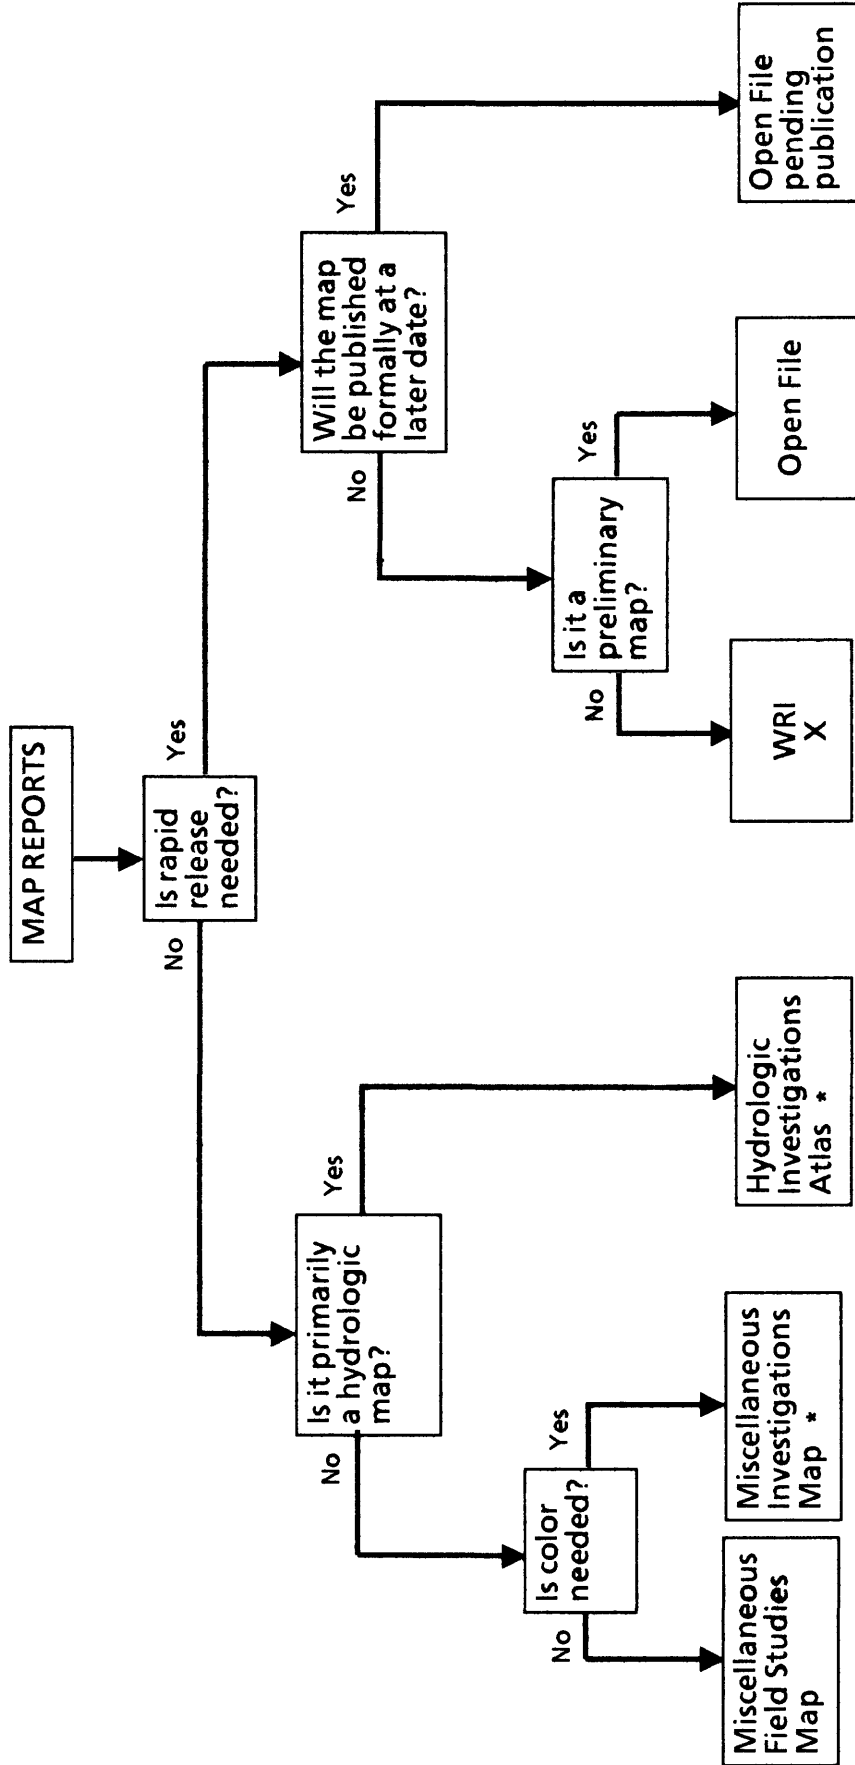 MAP REPORTS
Is rapid
release
needed?
No
Yes
Is it primarily
a hydrologic
map?
No
Yes
Will the map
be published
formally at a
later date?
No
Yes
Is color
needed?
No
Yes
Is it a
preliminary
map?
No
Yes
Miscellaneous
Field Studies
Map
Miscellaneous
Investigations
Map *
Hydrologic
Investigations
Atlas *
WRI
X
Open File
Open File
pending
publication